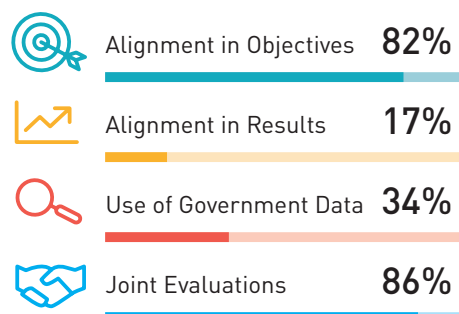 Alignment in Objectives 82%
Alignment in Results 17%
Use of Government Data 34%
Joint Evaluations 86%